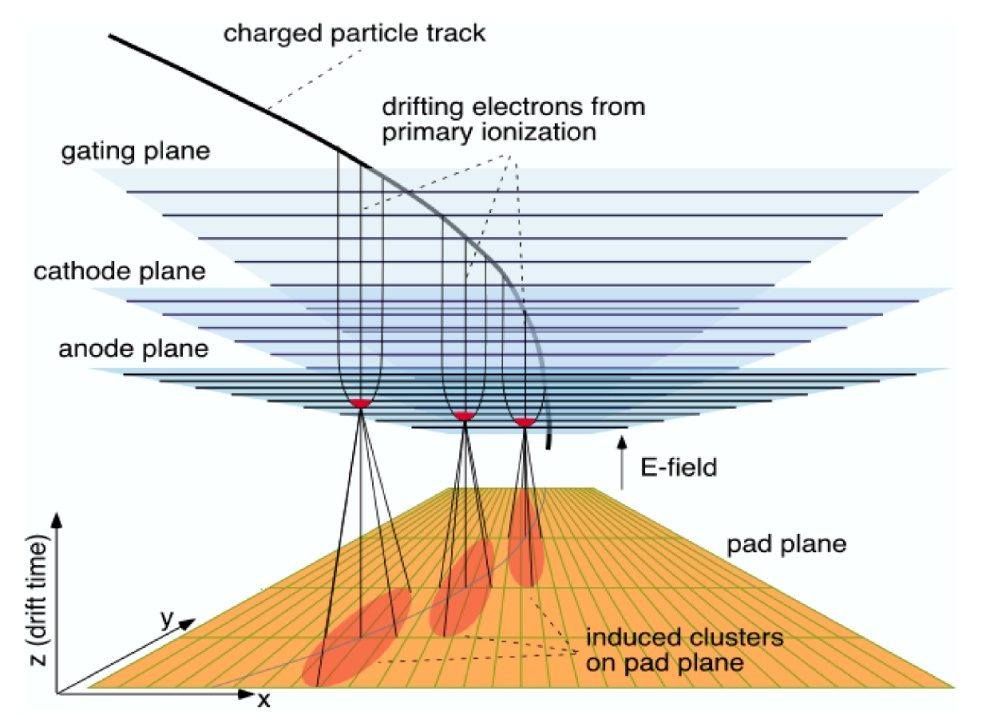 charged particle track
drifting electrons from
primary ionization
gating plane
cathode plane
anode plane
E-field
pad plane
z (drift time)
y
induced clusters
on pad plane
x